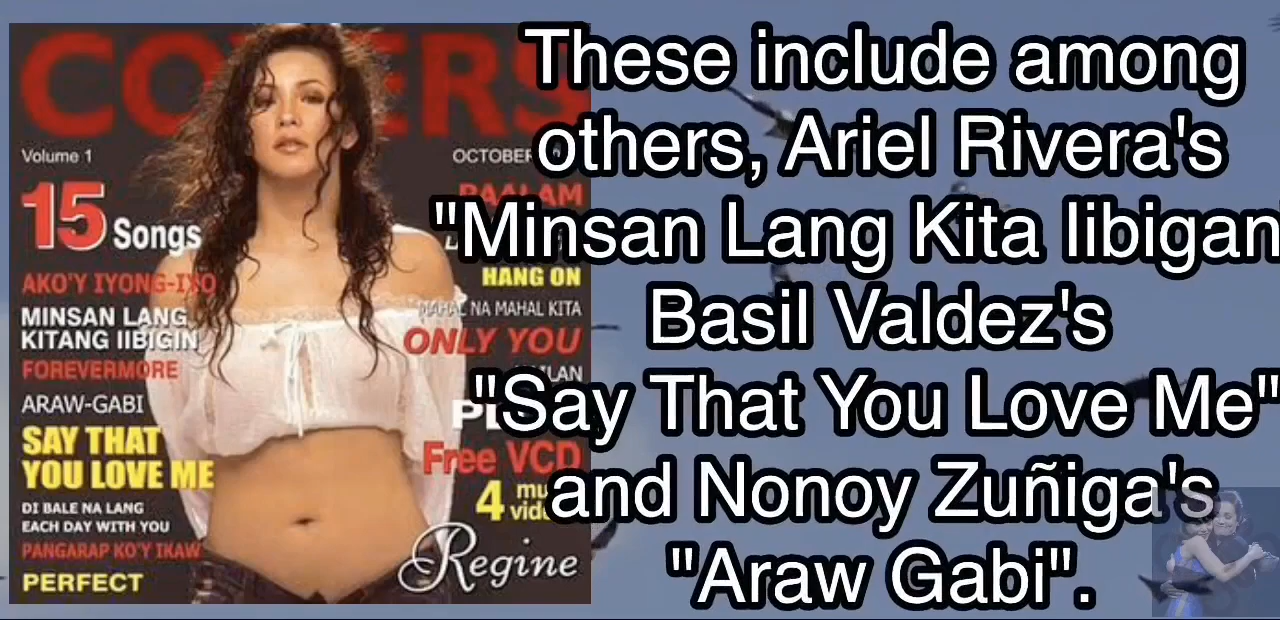 COVERS
Volume 1
OCTOBER
15 Songs
AKO'Y IYONG-IYO
MINSAN LANG
KITANG IIBIGIN
FOREVERMORE
ARAW-GABI
SAY THAT
YOU LOVE ME
DI BALE NA LANG
EACH DAY WITH YOU
PANGARAP KO'Y IKAW
PERFECT
BAALAM
HANG ON
MAHAL NA MAHAL KITA
ONLY YOU
Free VCD
4
Regine
These include among
others, Ariel Rivera's
"Minsan Lang Kita Iibigan
Basil Valdez's
"Say That You Love Me"
and Nonoy Zuñiga's
"Araw Gabi".